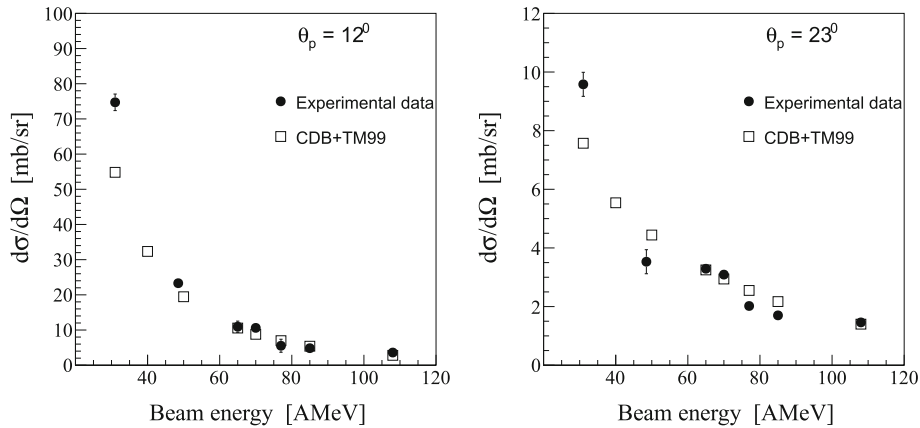 θp = 12⁰
Experimental data
CDB+TM99
dσ/dΩ [mb/sr]
100
90
80
70
60
50
40
30
20
10
0
40 60 80 100 120
Beam energy [AMeV]
θp = 23⁰
Experimental data
CDB+TM99
dσ/dΩ [mb/sr]
12
10
8
6
4
2
0
40 60 80 100 120
Beam energy [AMeV]